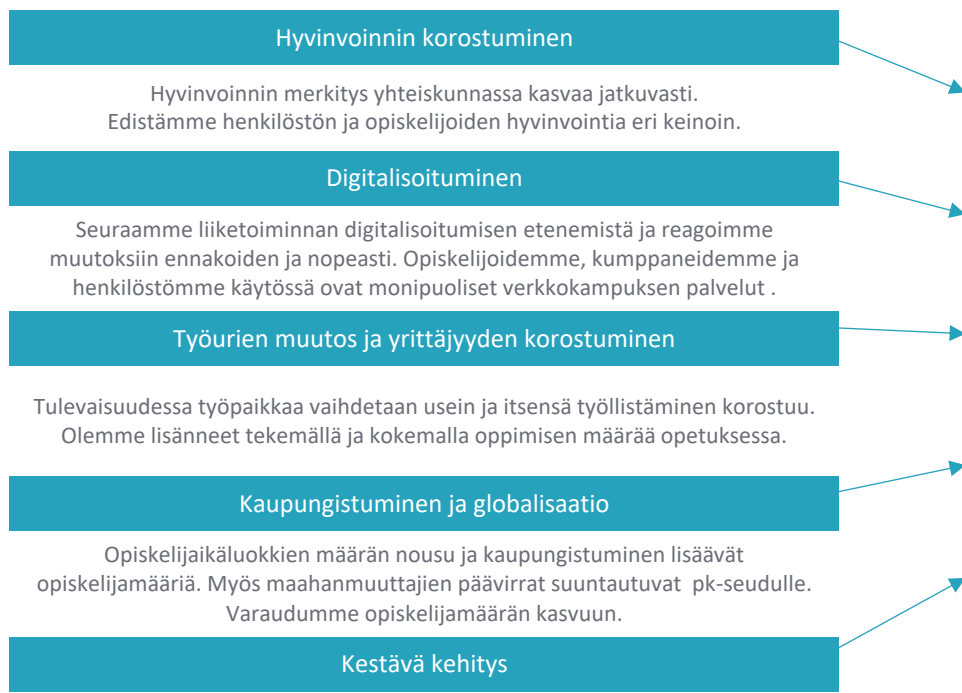 Hyvinvoinnin korostuminen
Hyvinvoinnin merkitys yhteiskunnassa kasvaa jatkuvasti.
Edistämme henkilöstön ja opiskelijoiden hyvinvointia eri keinoin.
Digitalisoituminen
Seuraamme liiketoiminnan digitalisoitumisen etenemistä ja reagoimme
muutoksiin ennakoiden ja nopeasti. Opiskelijoidemme, kumppaneidemme ja
henkilöstömme käytössä ovat monipuoliset verkkokampuksen palvelut .
Työurien muutos ja yrittäjyyden korostuminen
Tulevaisuudessa työpaikkaa vaihdetaan usein ja itsensä työllistäminen korostuu.
Olemme lisänneet tekemällä ja kokemalla oppimisen määrää opetuksessa.
Kaupungistuminen ja globalisaatio
Opiskelijaikäluokkien määrän nousu ja kaupungistuminen lisäävät
opiskelijamääriä. Myös maahanmuuttajien päävirrat suuntautuvat pk-seudulle.
Varaudumme opiskelijamäärän kasvuun.
Kestävä kehitys